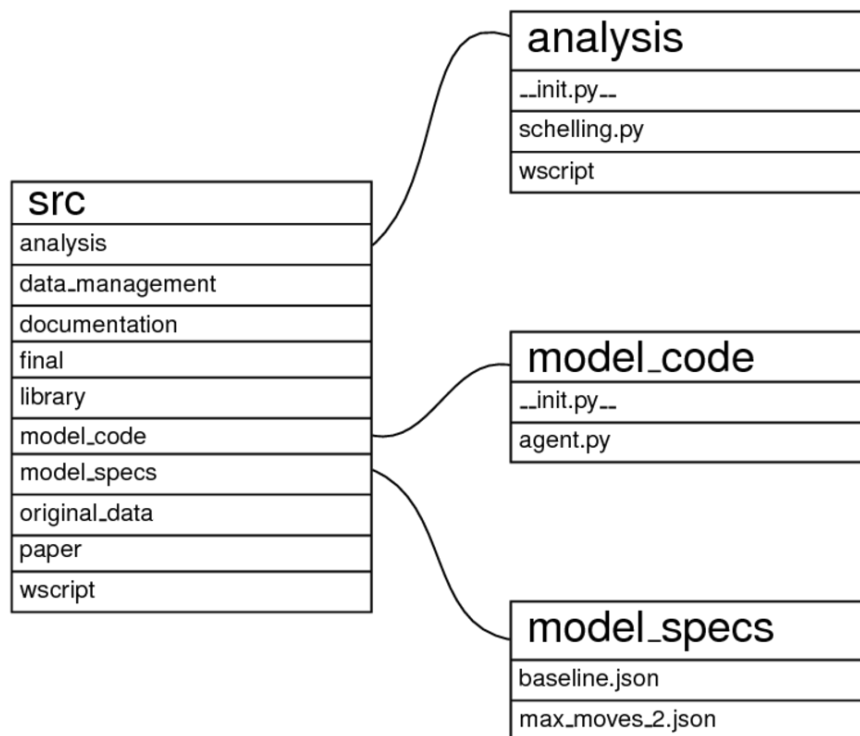 src
analysis
data_management
documentation
final
library
model_code
model_specs
original_data
paper
wscript
analysis
__init.py__
schelling.py
wscript
model_code
__init.py__
agent.py
model_specs
baseline.json
max_moves_2.json